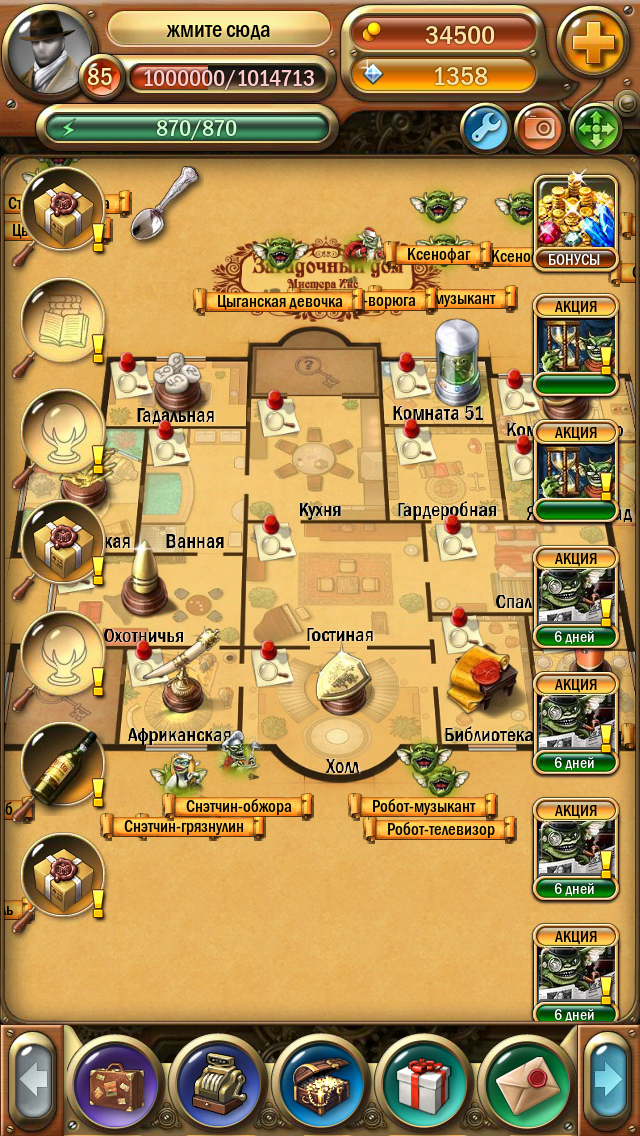 жмите сюда
34500
85
1000000/1014713
1358
870/870
Ксенофаг
Ксено
БОНУСЫ
Загадочный дом
Мистера Икс
Цыганская девочка
-ворюга
музыкант
АКЦИЯ
Гадальная
Комната 51
АКЦИЯ
Кухня
Гардеробная
кая
Ванная
АКЦИЯ
Спал
6 дней
Охотничья
Гостиная
АКЦИЯ
Африканская
Библиотека
Холл
6 дней
Снэтчин-обжора
Робот-музыкант
АКЦИЯ
Снэтчин-грязнулин
Робот-телевизор
6 дней
АКЦИЯ
6 дней